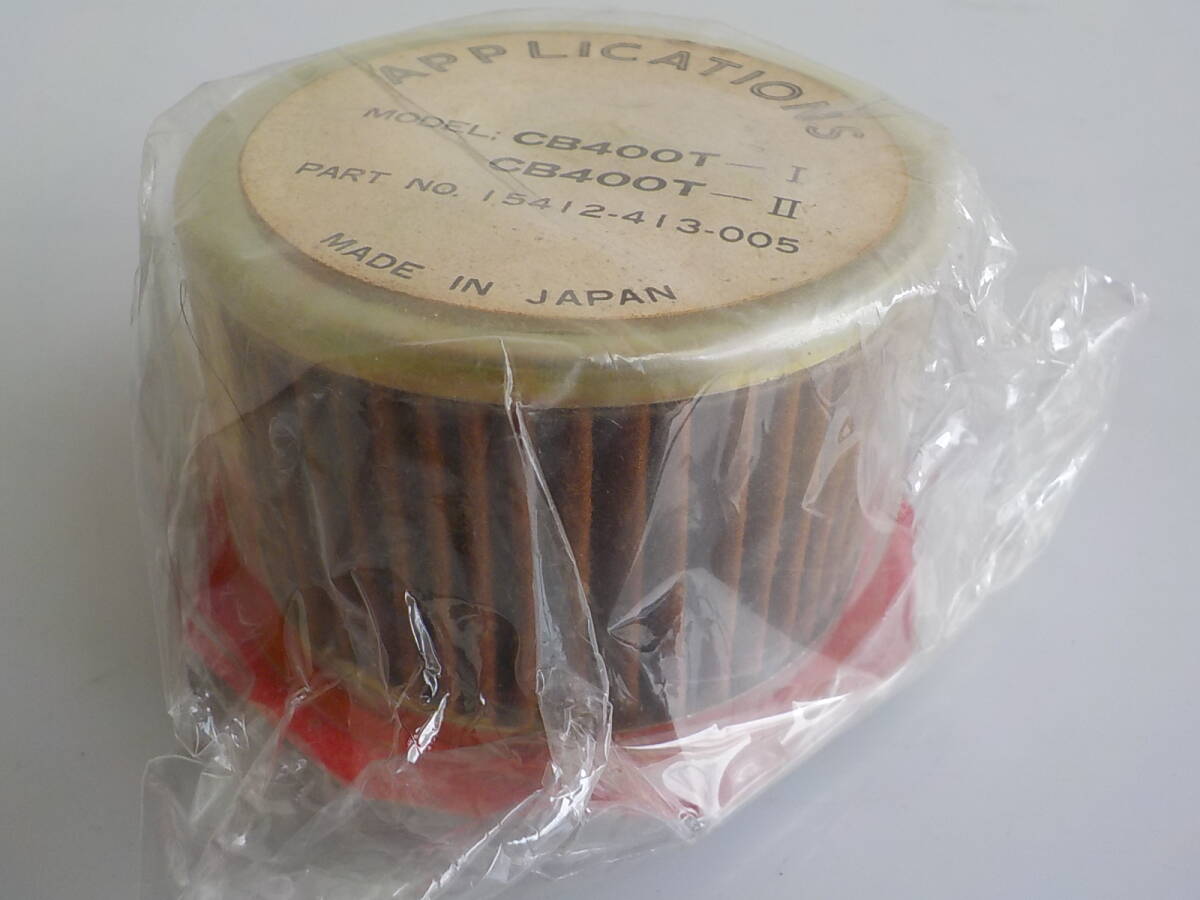 APPLICATIONS
MODEL: CB400T-I
CB400T-II
PART NO. 15412-413-005
MADE IN JAPAN